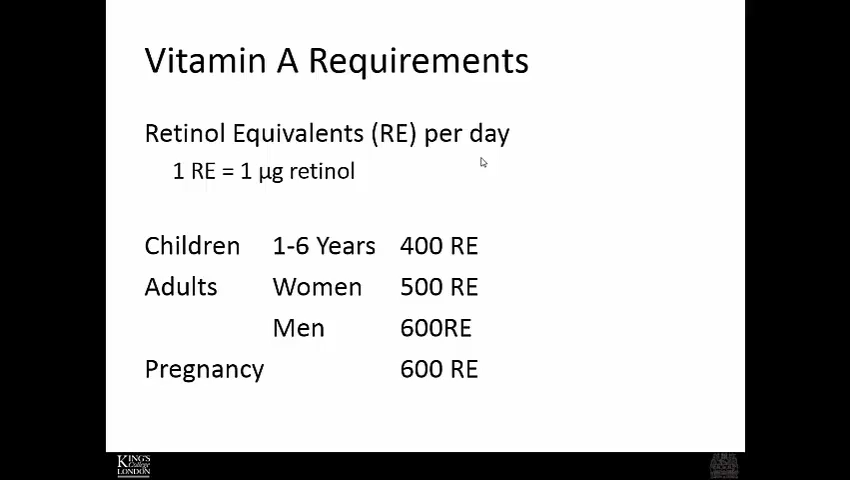 Vitamin A Requirements
Retinol Equivalents (RE) per day
1 RE = 1 µg retinol
Children 1-6 Years 400 RE
Adults Women 500 RE
Men 600RE
Pregnancy 600 RE
KING'S
College
LONDON